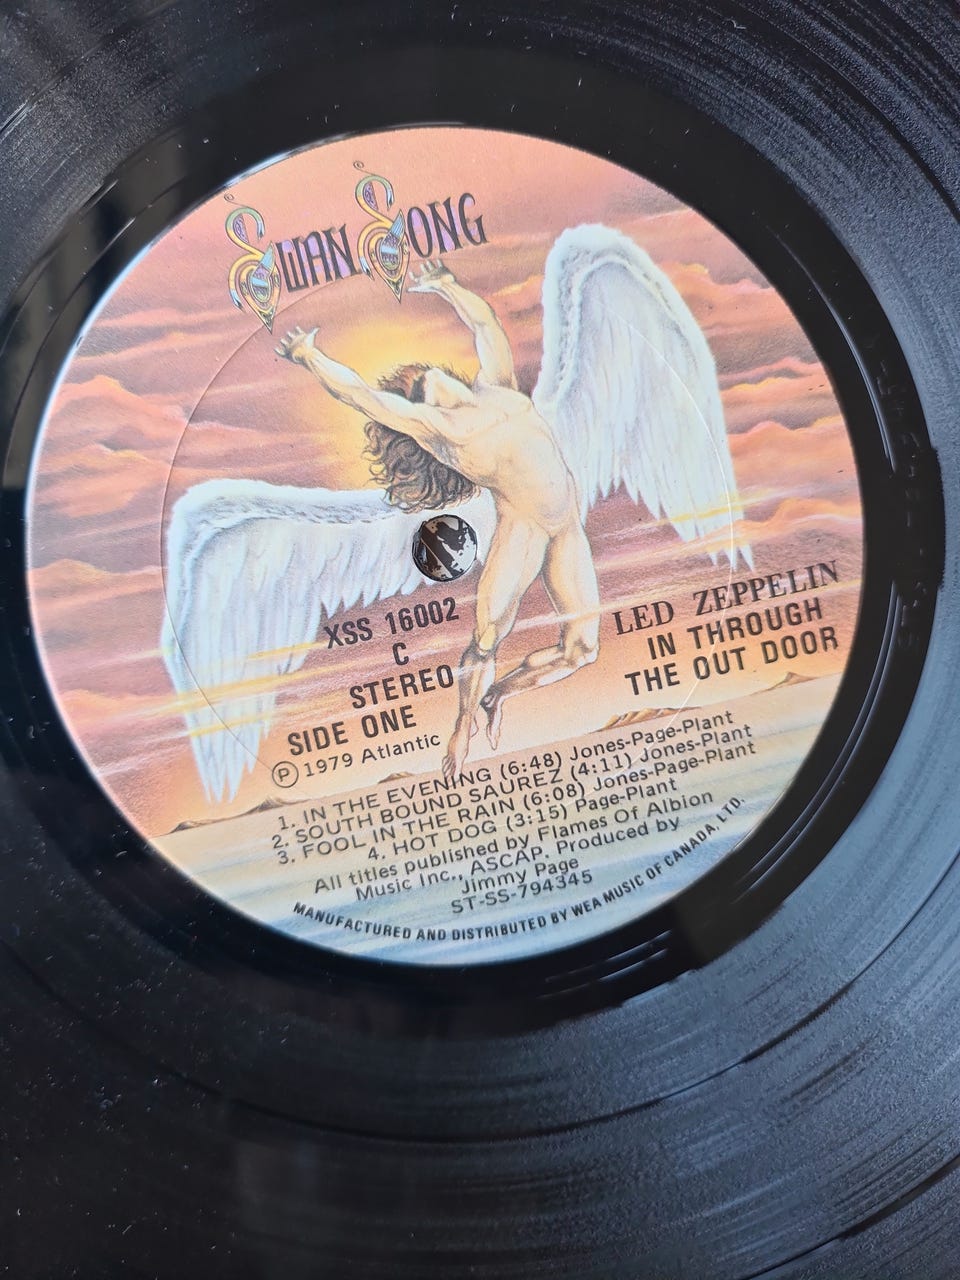 SWAN SONG
XSS 16002
C
STEREO
SIDE ONE
Ⓟ 1979 Atlantic
LED ZEPPELIN
IN THROUGH
THE OUT DOOR
1. IN THE EVENING (6:48) Jones-Page-Plant
2. SOUTH BOUND SAUREZ (4:11) Jones-Plant
3. FOOL IN THE RAIN (6:08) Jones-Page-Plant
4. HOT DOG (3:15) Page-Plant
All titles published by Flames Of Albion
Music Inc., ASCAP. Produced by
Jimmy Page
ST-SS-794345
MANUFACTURED AND DISTRIBUTED BY WEA MUSIC OF CANADA, LTD.